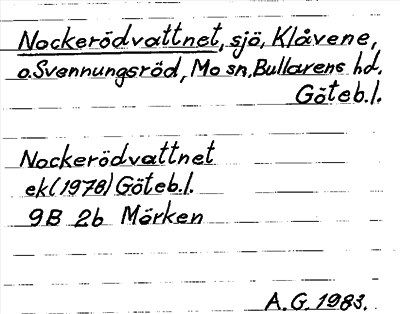 Nockerödvattnet, sjö, Klåvene,
o. Svennungsröd, Mo sn, Bullarens hd.
Göteb.l.
Nockerödvattnet
ek (1978) Göteb.l.
9B 2b Mörken
A.G. 1983.